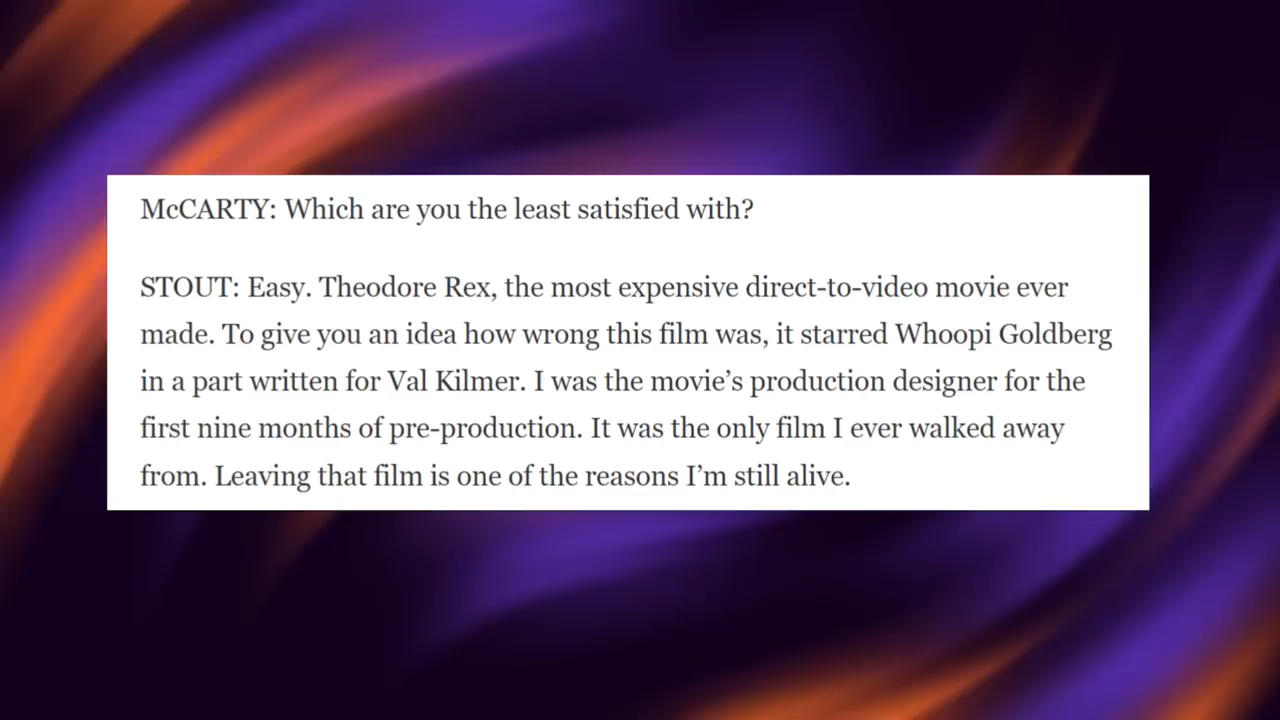 McCARTY: Which are you the least satisfied with?
STOUT: Easy. Theodore Rex, the most expensive direct-to-video movie ever
made. To give you an idea how wrong this film was, it starred Whoopi Goldberg
in a part written for Val Kilmer. I was the movie’s production designer for the
first nine months of pre-production. It was the only film I ever walked away
from. Leaving that film is one of the reasons I’m still alive.